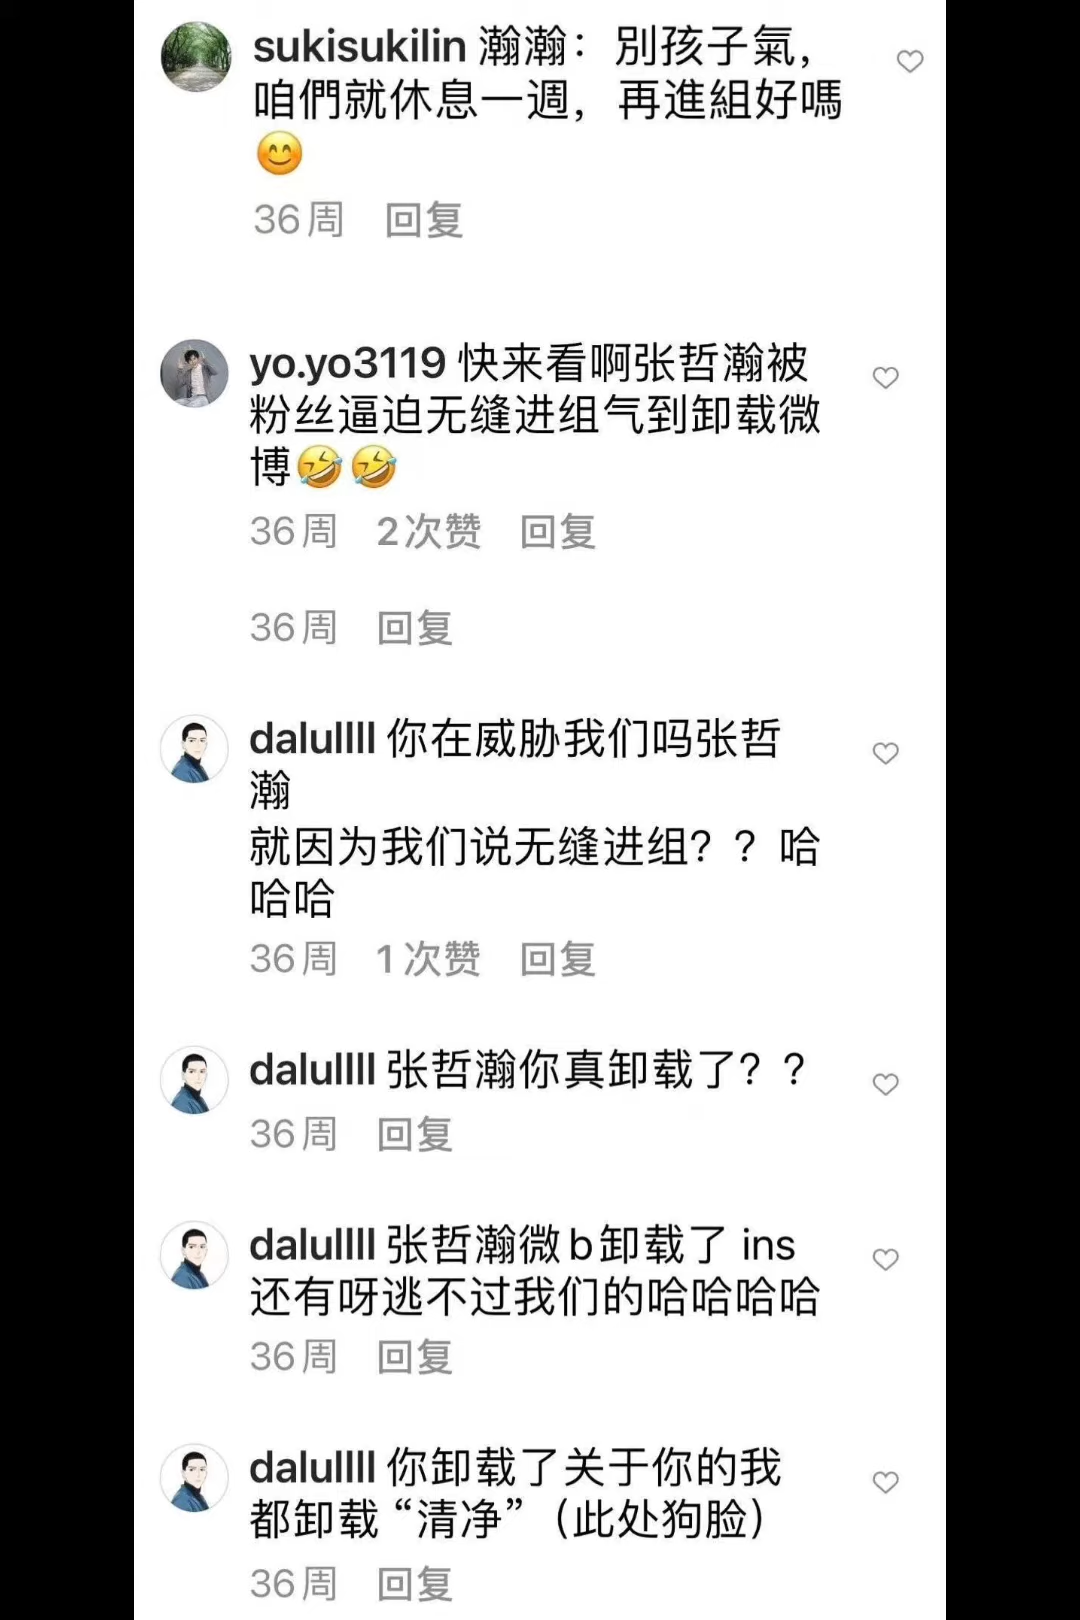 sukisukilin 瀚瀚：別孩子氣，
咱們就休息一週，再進組好嗎
😊
36周 回复
yo.yo3119 快来看啊张哲瀚被
粉丝逼迫无缝进组气到卸载微
博🤣🤣
36周 2次赞 回复
36周 回复
dalullll 你在威胁我们吗张哲
瀚
就因为我们说无缝进组？？哈
哈哈
36周 1次赞 回复
dalullll 张哲瀚你真卸载了？？
36周 回复
dalullll 张哲瀚微b卸载了 ins
还有呀逃不过我们的哈哈哈哈
36周 回复
dalullll 你卸载了关于你的我
都卸载“清净”（此处狗脸）
36周 回复